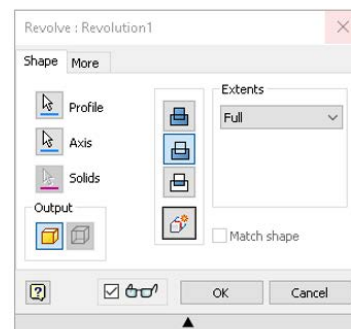 Revolve : Revolution1
Shape More
Profile
Axis
Solids
Output
Extents
Full
Match shape
OK Cancel